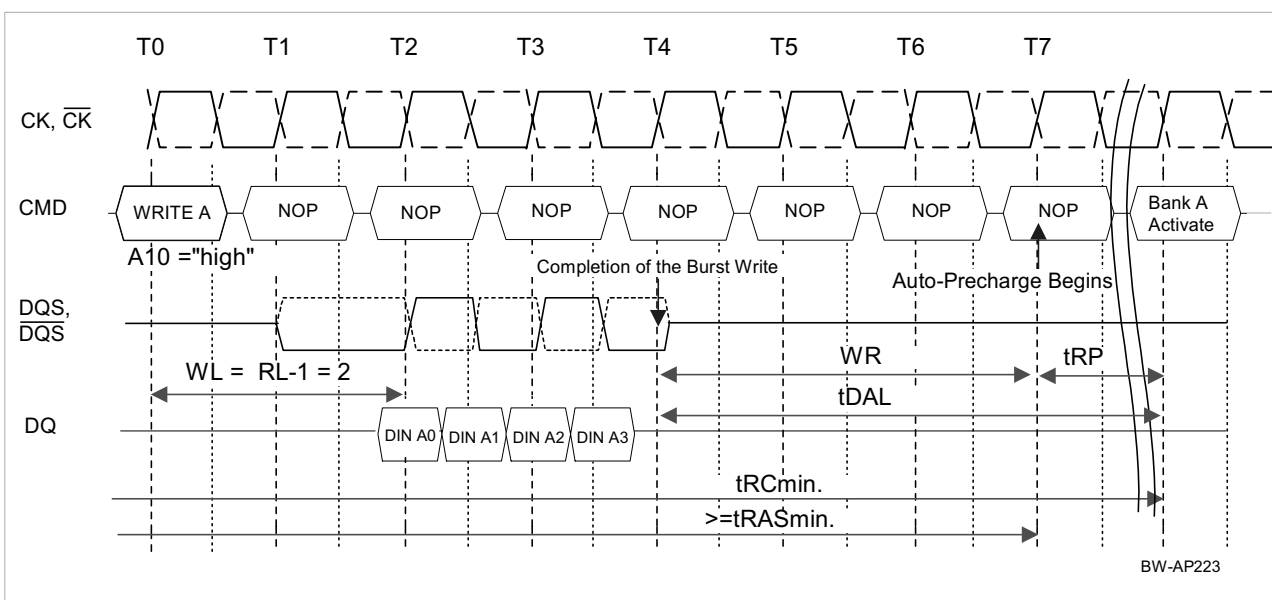 T0 T1 T2 T3 T4 T5 T6 T7
CK, CK
CMD WRITE A NOP NOP NOP NOP NOP NOP NOP Bank A
Activate
A10 ="high"
Completion of the Burst Write
Auto-Precharge Begins
DQS,
DQS
WL = RL-1 = 2
WR tRP
tDAL
DQ DIN A0 DIN A1 DIN A2 DIN A3
tRCmin.
>=tRASmin.
BW-AP223